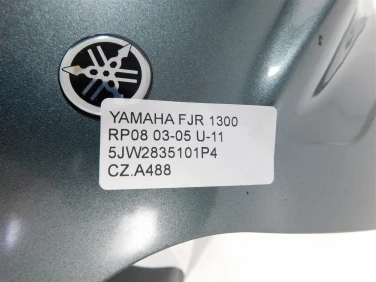 YAMAHA FJR 1300
RP08 03-05 U-11
5JW2835101P4
CZ.A488